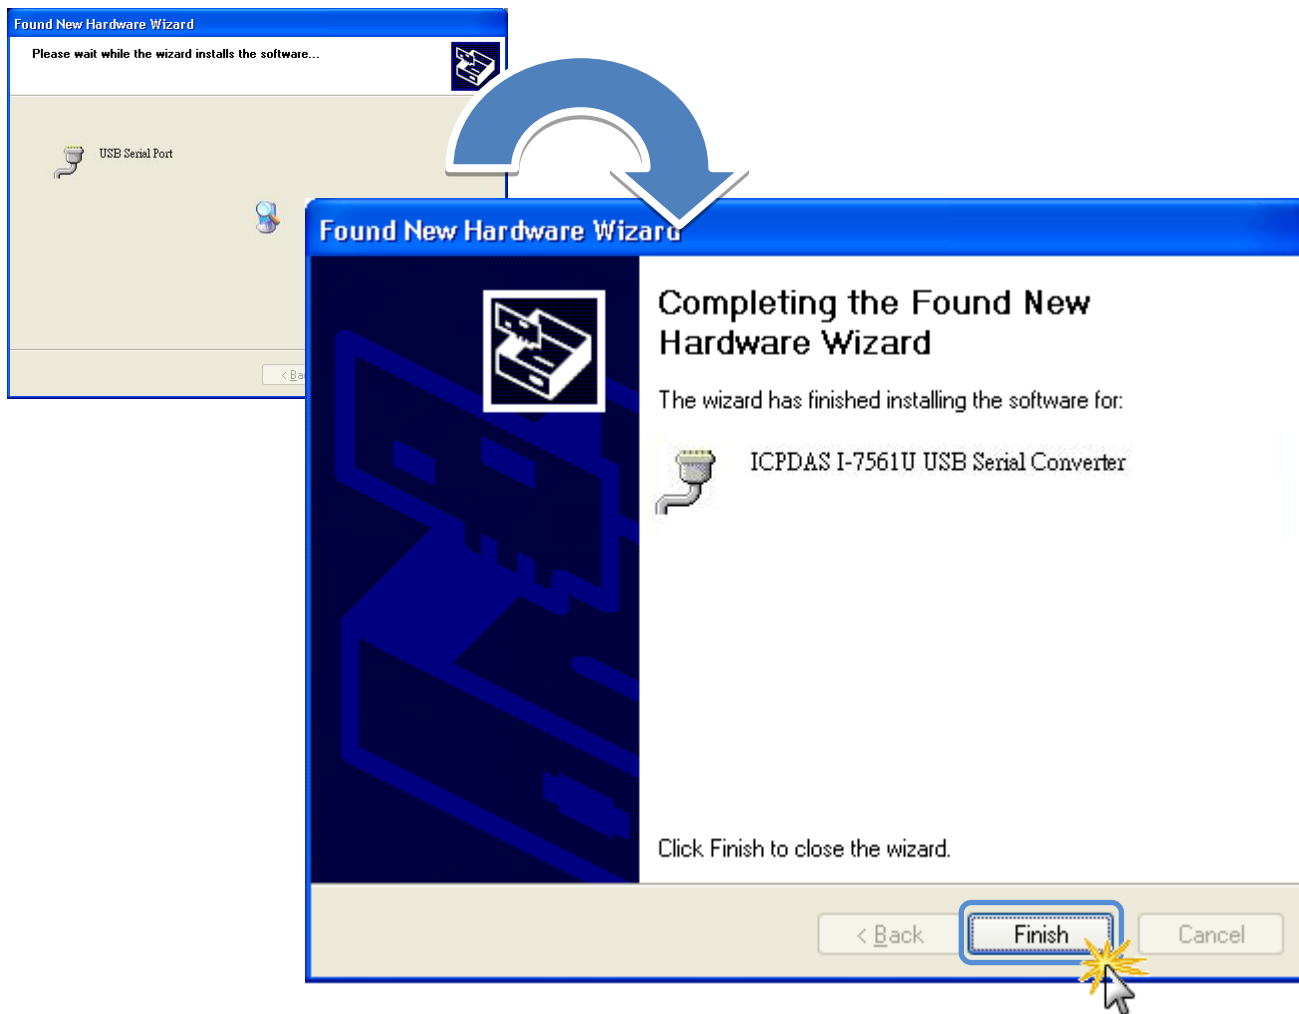 Found New Hardware Wizard
Please wait while the wizard installs the software...
USB Serial Port
Found New Hardware Wizard
Completing the Found New
Hardware Wizard
The wizard has finished installing the software for:
ICPDAS I-7561U USB Serial Converter
Click Finish to close the wizard.
< Ba
< Back Finish Cancel